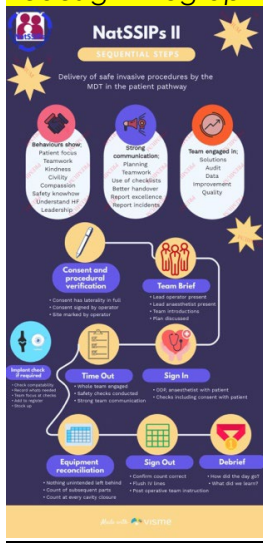 NatSSIPs II
SEQUENTIAL STEPS
Delivery of safe invasive procedures by the
MDT in the patient pathway
Behaviours show;
Patient focus
Teamwork
Kindness
Civility
Compassion
Safety knowhow
Understand HF
Leadership
Strong
communication;
Planning
Teamwork
Use of checklists
Better handover
Report excellence
Report incidents
Team engaged in;
Solutions
Audit
Data
Improvement
Quality
Consent and
procedural
verification
• Consent has laterality in full
• Consent signed by operator
• Site marked by operator
Team Brief
• Lead operator present
• Lead anaesthetist present
• Team introductions
• Plan discussed
Implant check
if required
• Check compatability
• Record whats needed
• Team focus at checks
• Add to register
• Stock up
Time Out
• Whole team engaged
• Safety checks conducted
• Strong team communication
Sign In
• ODP, anaesthetist with patient
• Checks including consent with patient
Equipment
reconciliation
• Nothing unintended left behind
• Count of subsequent parts
• Count at every cavity closure
Sign Out
• Confirm count correct
• Flush IV lines
• Post operative team instruction
Debrief
• How did the day go?
• What did we learn?
Made with visme